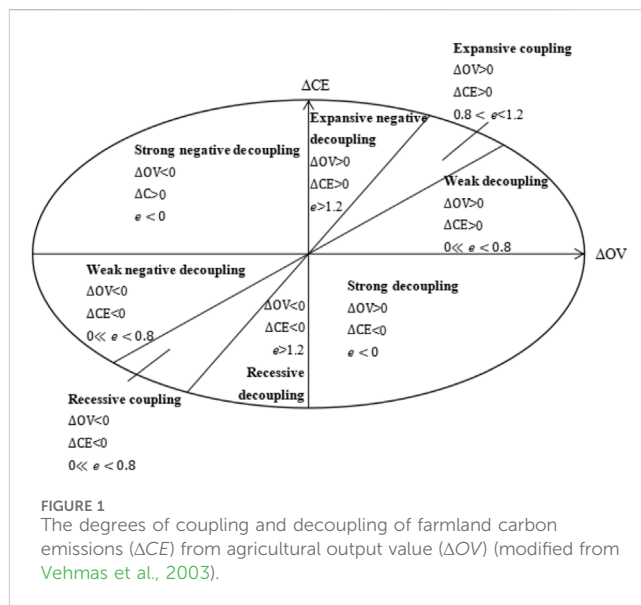 Expansive coupling
ΔOV>0
ΔCE>0
0.8 < e<1.2
ΔCE
Expansive negative
decoupling
ΔOV>0
ΔCE>0
e>1.2
Strong negative decoupling
ΔOV<0
ΔC>0
e < 0
Weak decoupling
ΔOV>0
ΔCE>0
0≪ e < 0.8
ΔOV
Weak negative decoupling
ΔOV<0
ΔCE<0
0≪ e < 0.8
ΔOV<0
ΔCE<0
e>1.2
Recessive
decoupling
Strong decoupling
ΔOV>0
ΔCE<0
e < 0
Recessive coupling
ΔOV<0
ΔCE<0
0≪ e < 0.8
FIGURE 1
The degrees of coupling and decoupling of farmland carbon
emissions (ΔCE) from agricultural output value (ΔOV) (modified from
Vehmas et al., 2003).